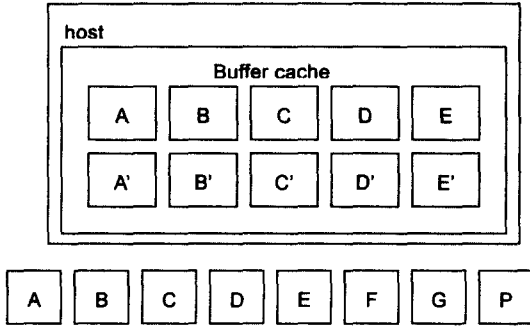 host
Buffer cache
A B C D E
A' B' C' D' E'
A B C D E F G P